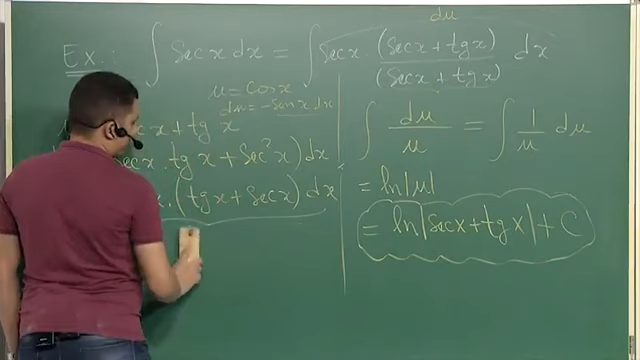 Ex.: ∫ Sec x dx = ∫ Sec x · (Sec x + tg x) / (Sec x + tg x) dx
du
u = Cos x
du = -Sen x dx
ec x + tg x
Sec x · tg x + Sec² x) dx
x · (tg x + Sec x) dx
∫ du/u = ∫ 1/u du
= ln|u|
= ln|Sec x + tg x| + C